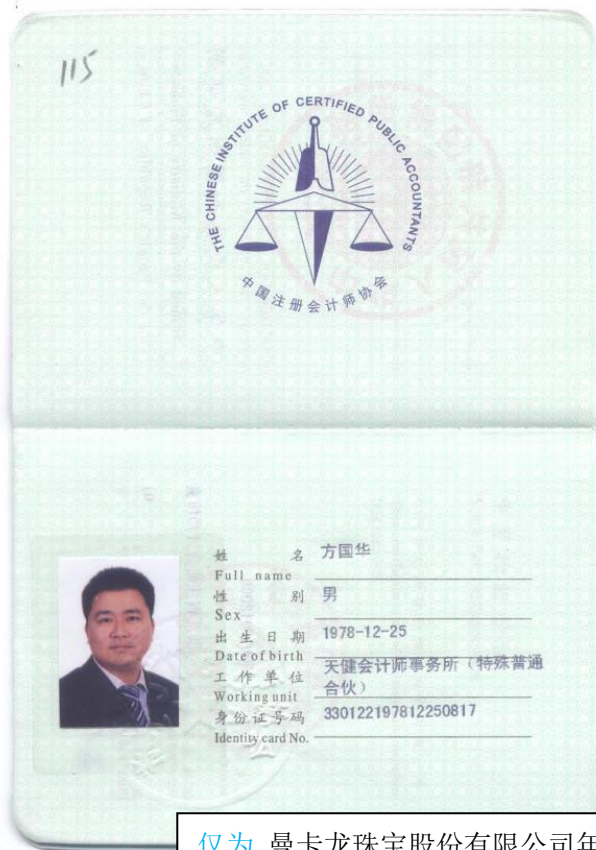 115
THE CHINESE INSTITUTE OF CERTIFIED PUBLIC ACCOUNTANTS
中国注册会计师协会
姓 名 方国华
Full name
性 别 男
Sex
出生日期 1978-12-25
Date of birth
工作单位 天健会计师事务所（特殊普通
Working unit 合伙）
身份证号码 330122197812250817
Identity card No.
仅为 曼卡龙珠宝股份有限公司年